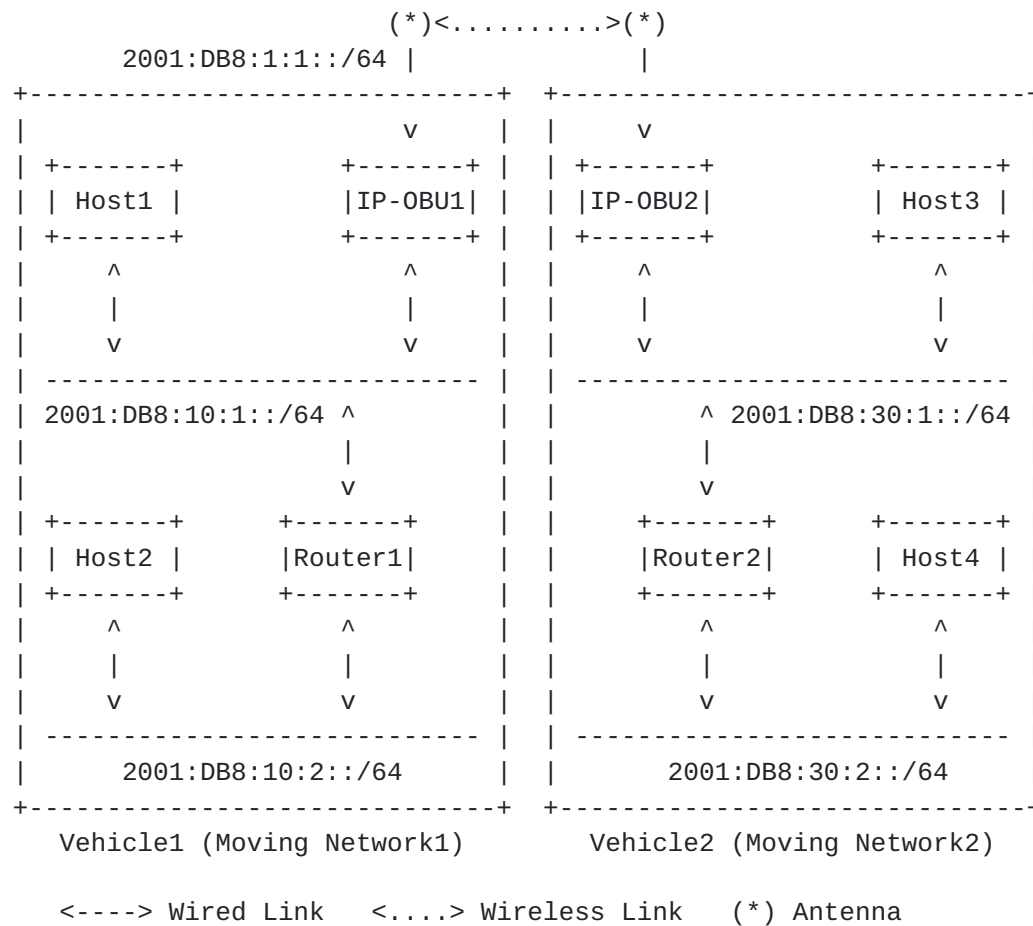 (*)<..........>(*)
       2001:DB8:1:1::/64 |              |
+------------------------------+  +------------------------------+
|                        v     |  |     v
| +-------+          +-------+ |  | +-------+          +-------+
| | Host1 |          |IP-OBU1| |  | |IP-OBU2|          | Host3 |
| +-------+          +-------+ |  | +-------+          +-------+
|     ^                  ^     |  |     ^                  ^
|     |                  |     |  |     |                  |
|     v                  v     |  |     v                  v
| ---------------------------- |  | ----------------------------
| 2001:DB8:10:1::/64 ^         |  |         ^ 2001:DB8:30:1::/64
|                    |         |  |         |
|                    v         |  |         v
| +-------+      +-------+     |  |     +-------+      +-------+
| | Host2 |      |Router1|     |  |     |Router2|      | Host4 |
| +-------+      +-------+     |  |     +-------+      +-------+
|     ^              ^         |  |         ^              ^
|     |              |         |  |         |              |
|     v              v         |  |         v              v
| ---------------------------- |  | ----------------------------
|      2001:DB8:10:2::/64      |  |       2001:DB8:30:2::/64
+------------------------------+  +------------------------------+
   Vehicle1 (Moving Network1)        Vehicle2 (Moving Network2)
   <----> Wired Link   <....> Wireless Link   (*) Antenna